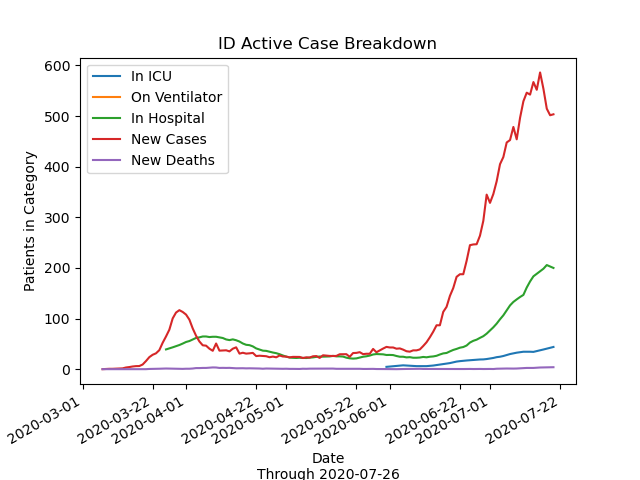 ID Active Case Breakdown
In ICU
On Ventilator
In Hospital
New Cases
New Deaths
Patients in Category
600
500
400
300
200
100
0
2020-03-01
2020-03-22
2020-04-01
2020-04-22
2020-05-01
2020-05-22
2020-06-01
2020-06-22
2020-07-01
2020-07-22
Date
Through 2020-07-26